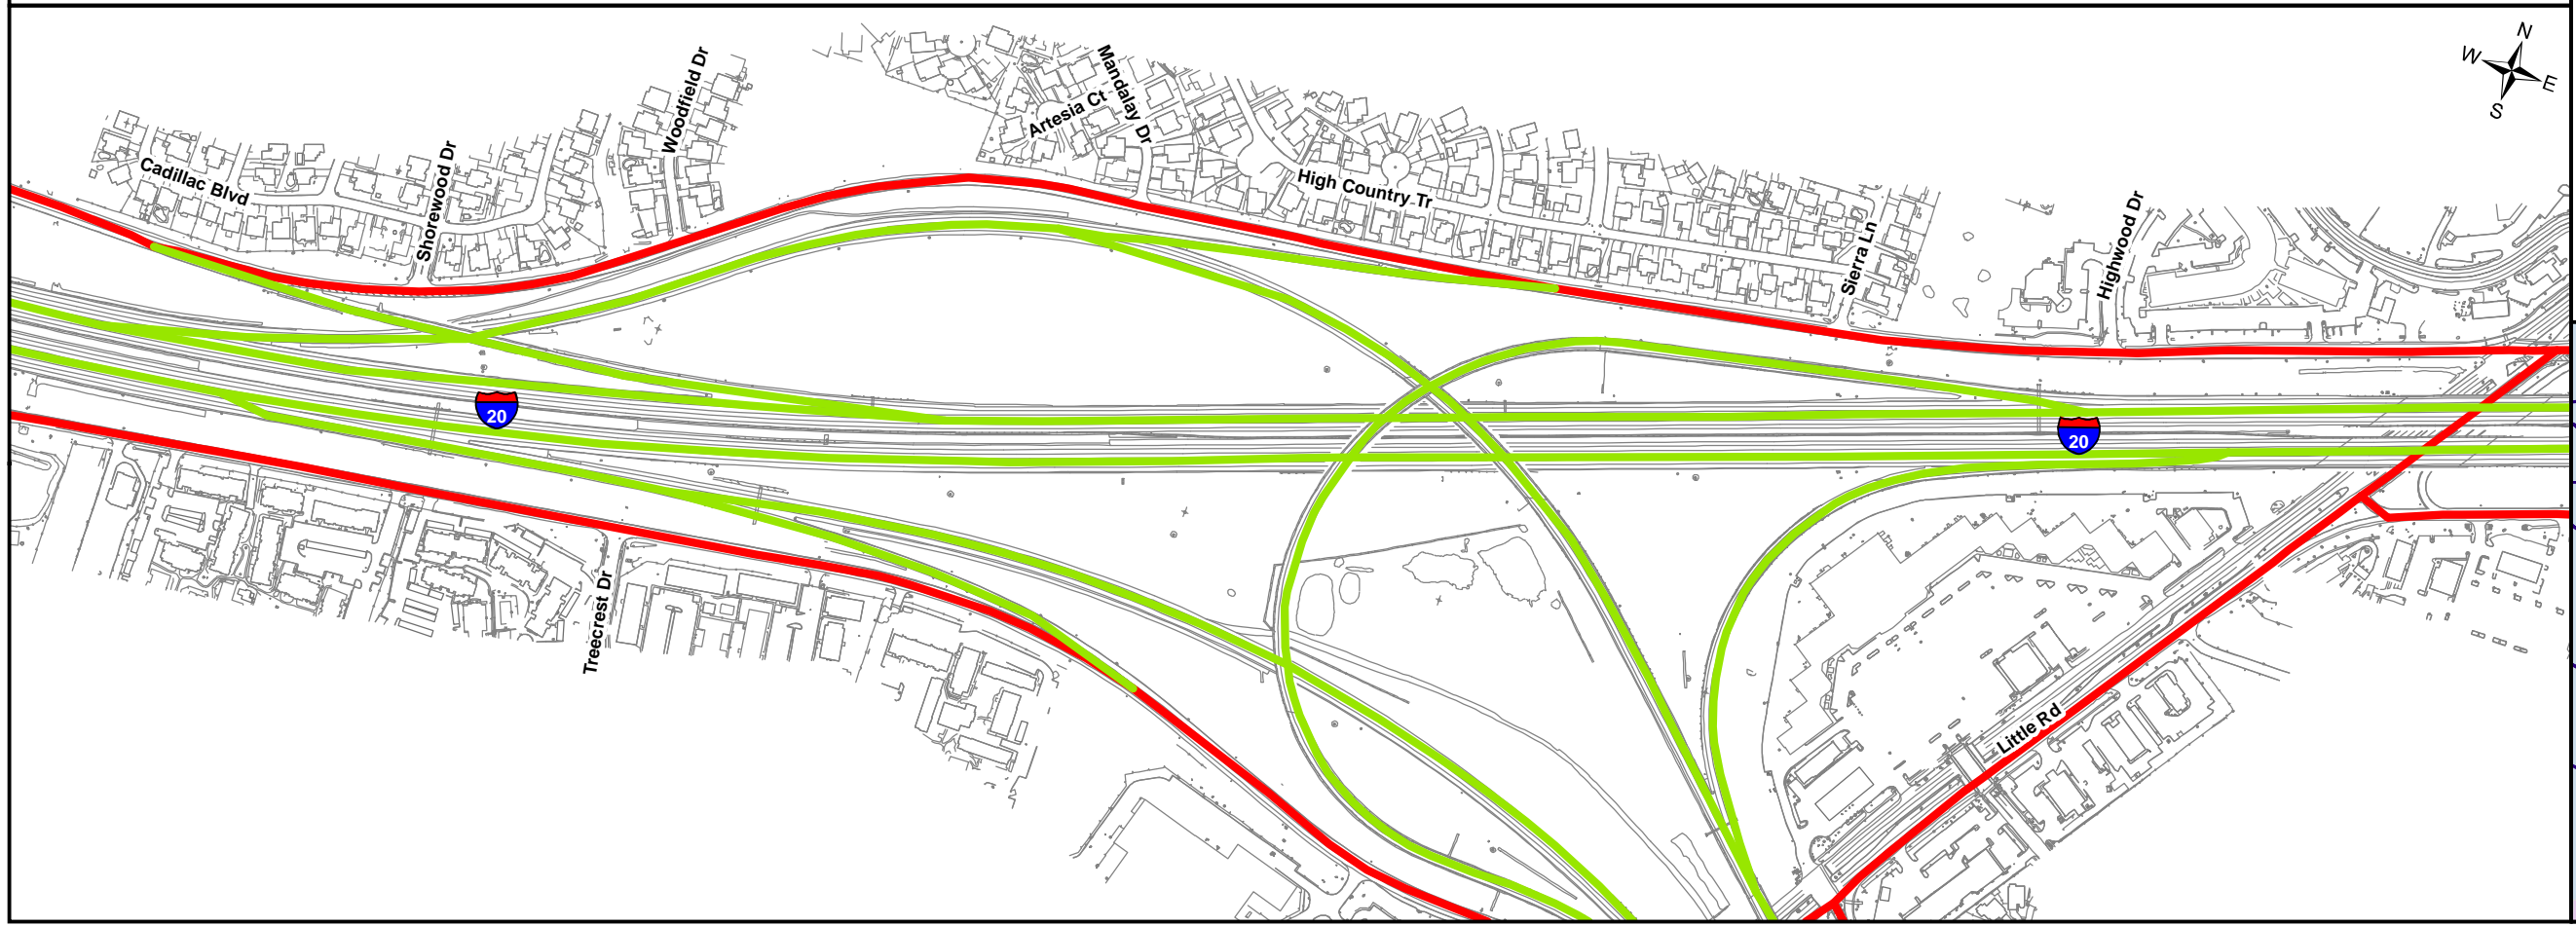 N
W
E
S
Woodfield Dr
Mandalay Dr
Artesia Ct
Cadillac Blvd
Shorewood Dr
High Country Tr
Sierra Ln
Highwood Dr
20
20
Treecrest Dr
Little Rd